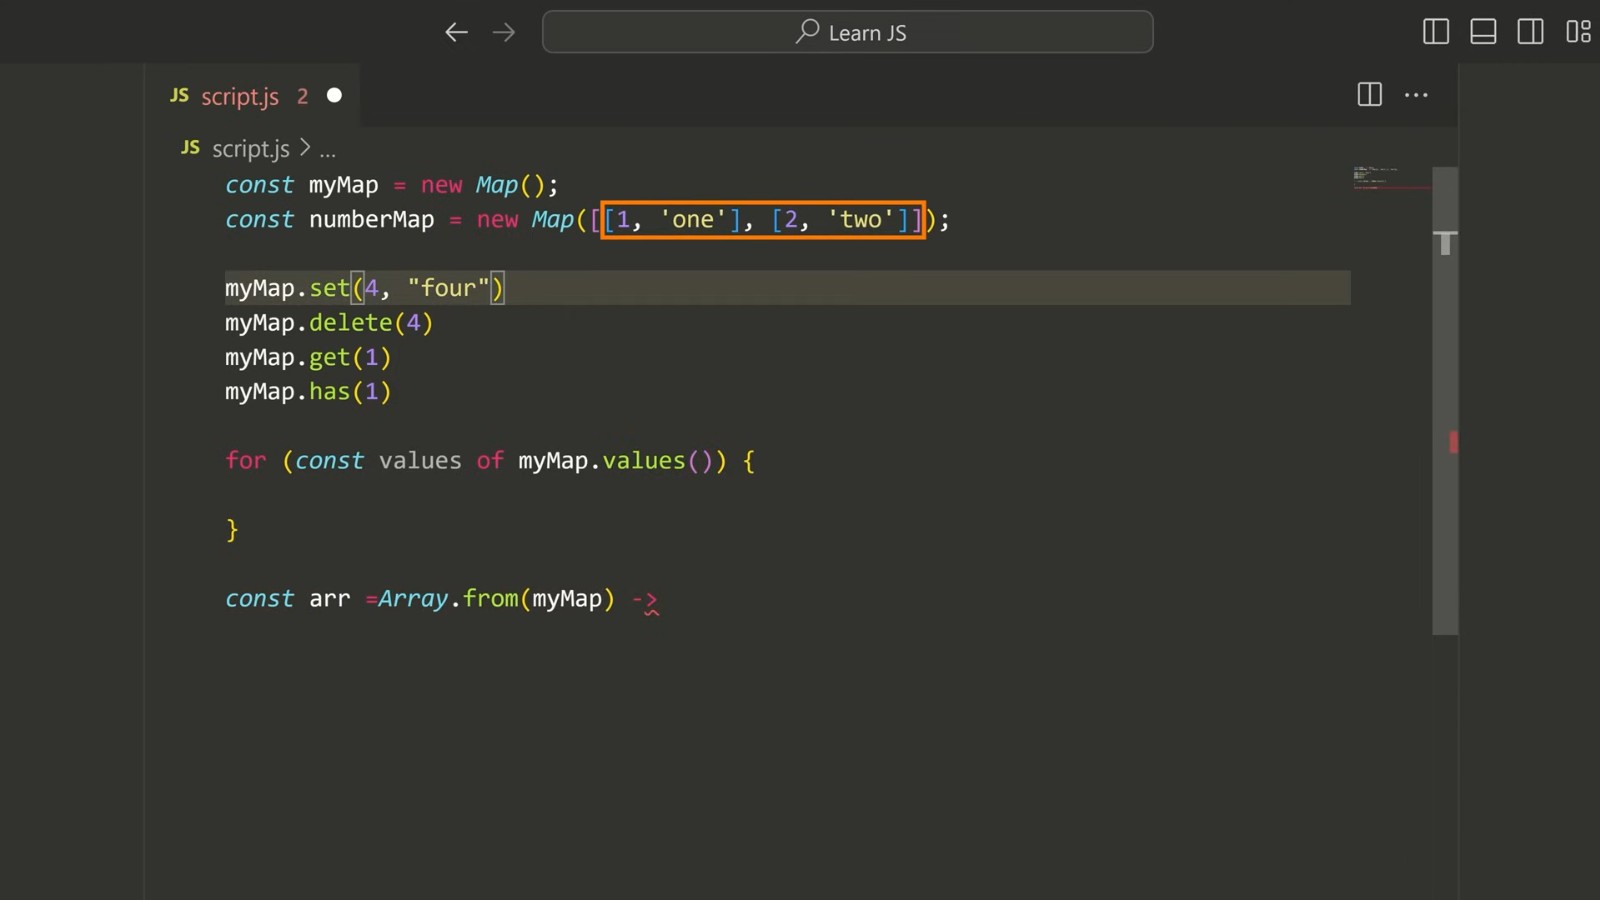 Learn JS
JS script.js 2
JS script.js > ...
const myMap = new Map();
const numberMap = new Map([[1, 'one'], [2, 'two']]);
myMap.set(4, "four")
myMap.delete(4)
myMap.get(1)
myMap.has(1)
for (const values of myMap.values()) {
}
const arr =Array.from(myMap) ->